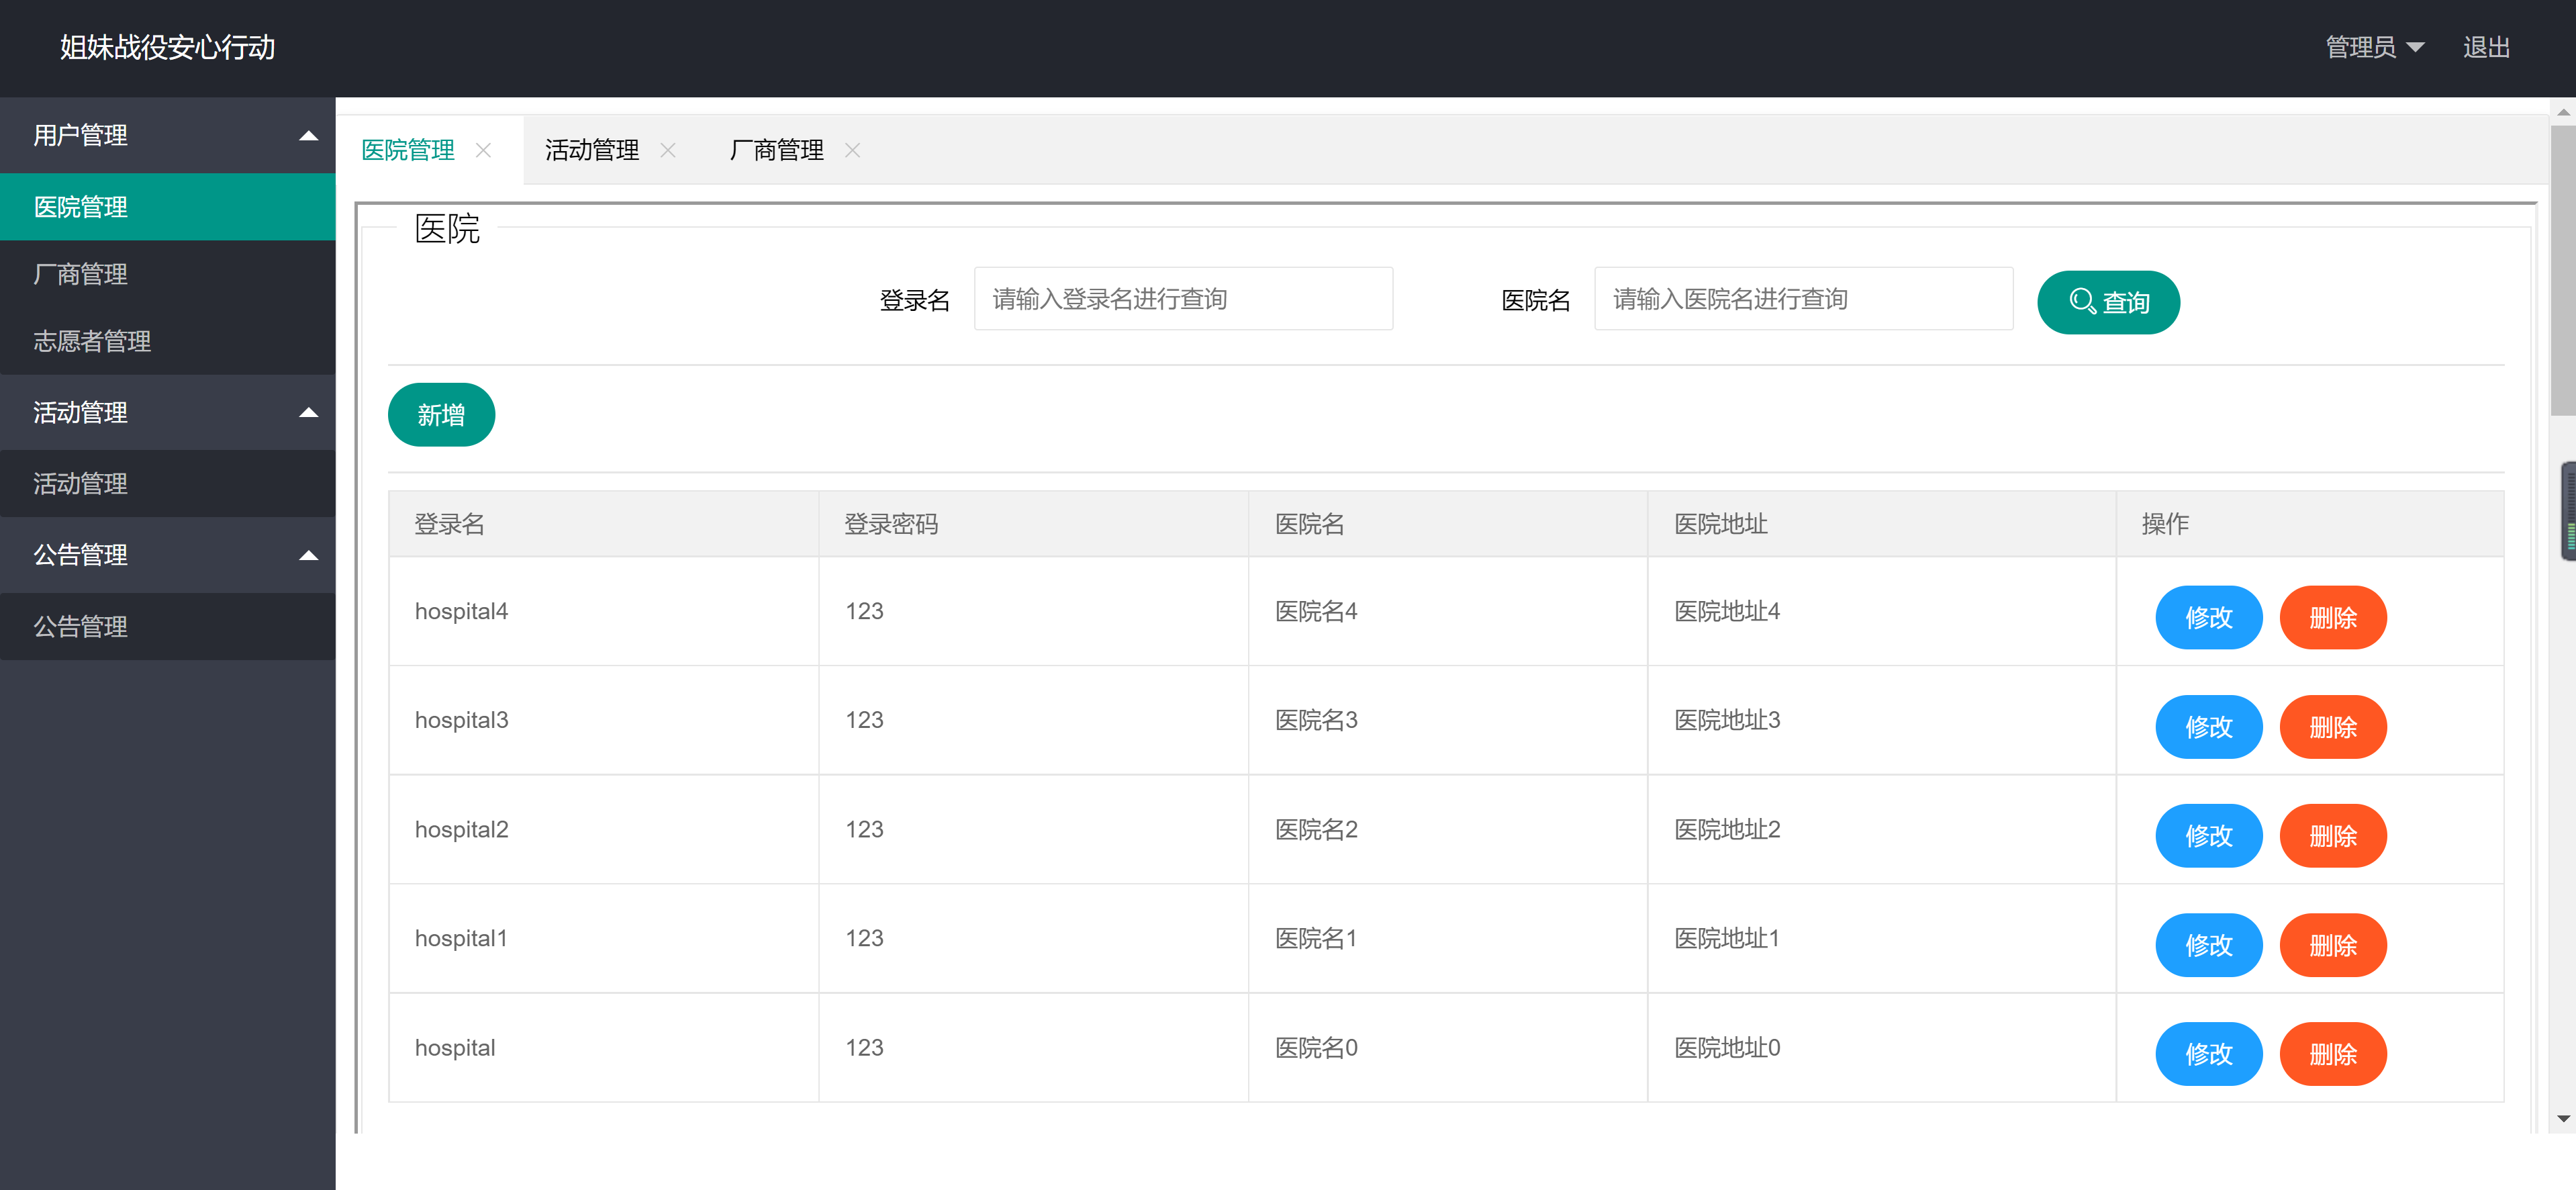 姐妹战役安心行动
管理员 退出
用户管理
医院管理
厂商管理
志愿者管理
活动管理
活动管理
公告管理
公告管理
医院管理 活动管理 厂商管理
医院
登录名 请输入登录名进行查询 医院名 请输入医院名进行查询 查询
新增
登录名 登录密码 医院名 医院地址 操作
hospital4 123 医院名4 医院地址4 修改 删除
hospital3 123 医院名3 医院地址3 修改 删除
hospital2 123 医院名2 医院地址2 修改 删除
hospital1 123 医院名1 医院地址1 修改 删除
hospital 123 医院名0 医院地址0 修改 删除